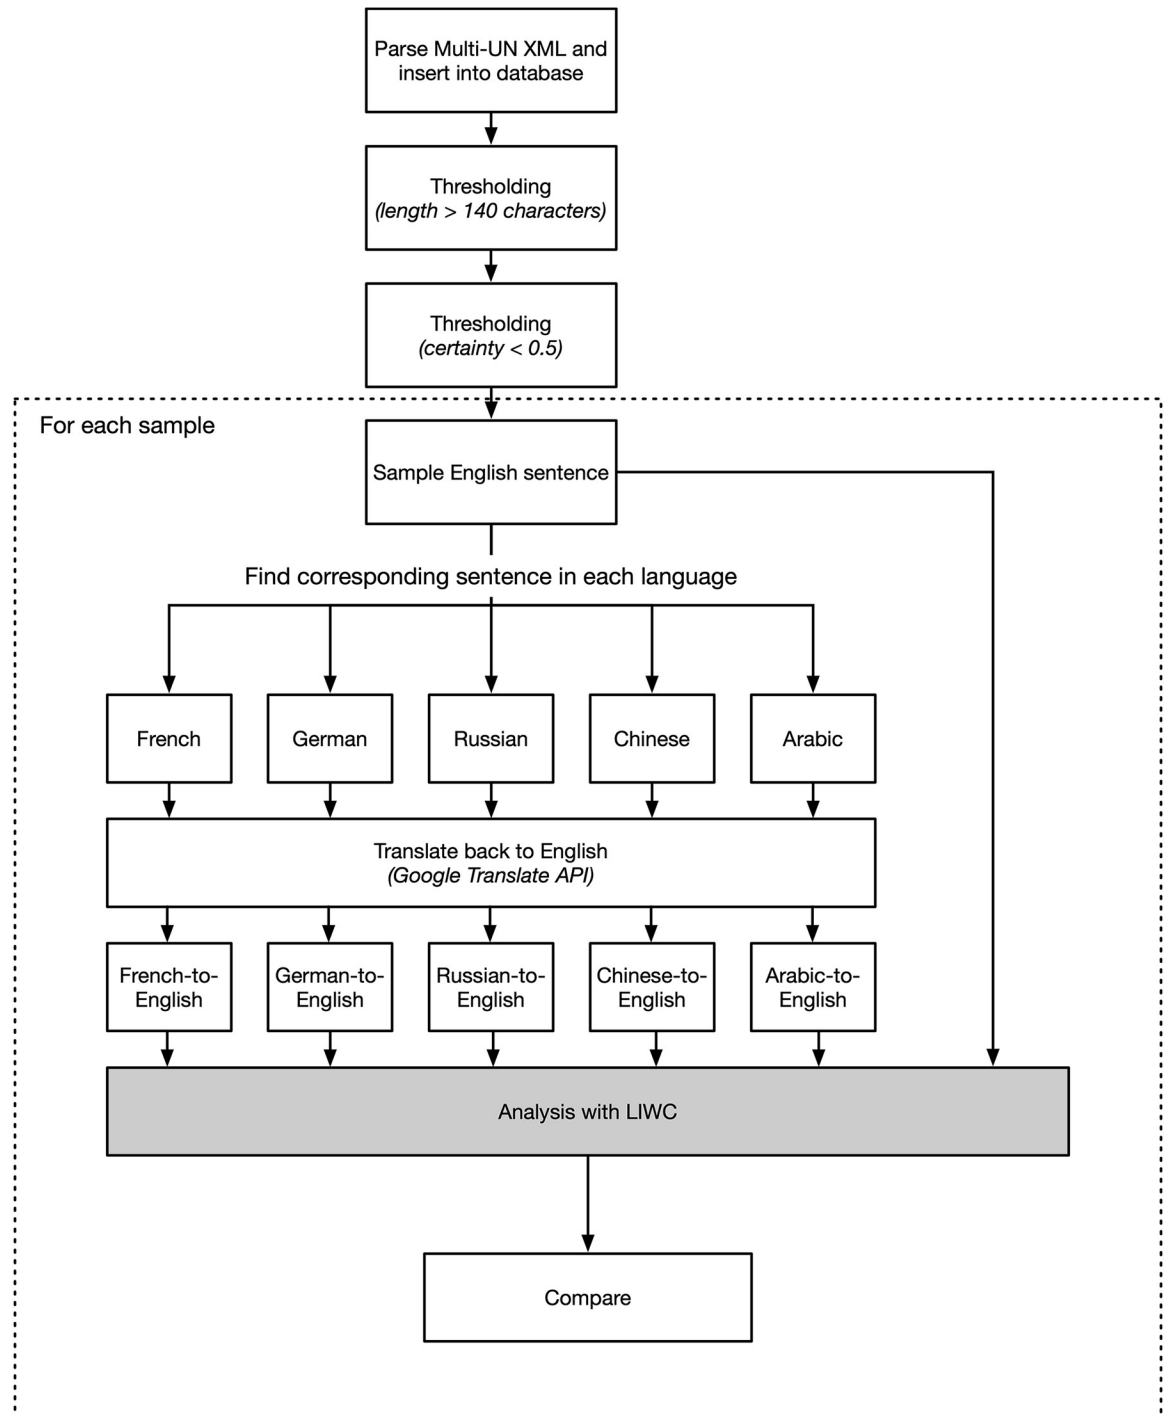 Parse Multi-UN XML and
insert into database
Thresholding
(length > 140 characters)
Thresholding
(certainty < 0.5)
For each sample
Sample English sentence
Find corresponding sentence in each language
French
German
Russian
Chinese
Arabic
Translate back to English
(Google Translate API)
French-to-
English
German-to-
English
Russian-to-
English
Chinese-to-
English
Arabic-to-
English
Analysis with LIWC
Compare